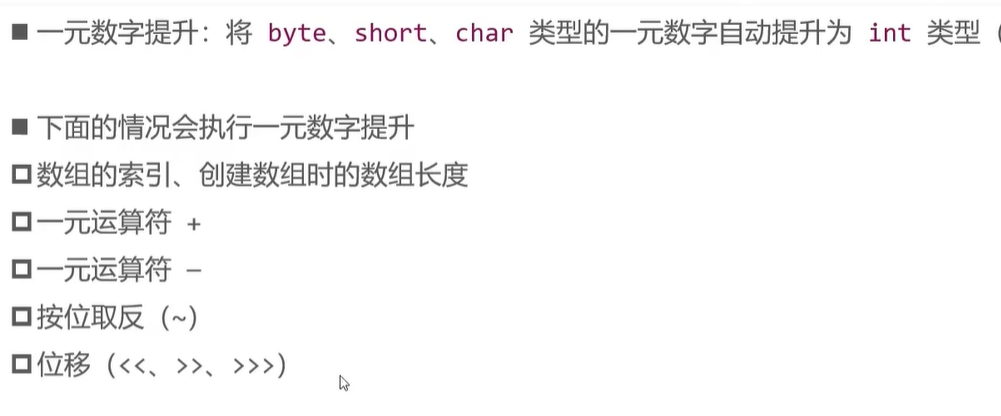 ■ 一元数字提升：将 byte、short、char 类型的一元数字自动提升为 int 类型（
■ 下面的情况会执行一元数字提升
□ 数组的索引、创建数组时的数组长度
□ 一元运算符 +
□ 一元运算符 –
□ 按位取反（~）
□ 位移（<<、>>、>>>）